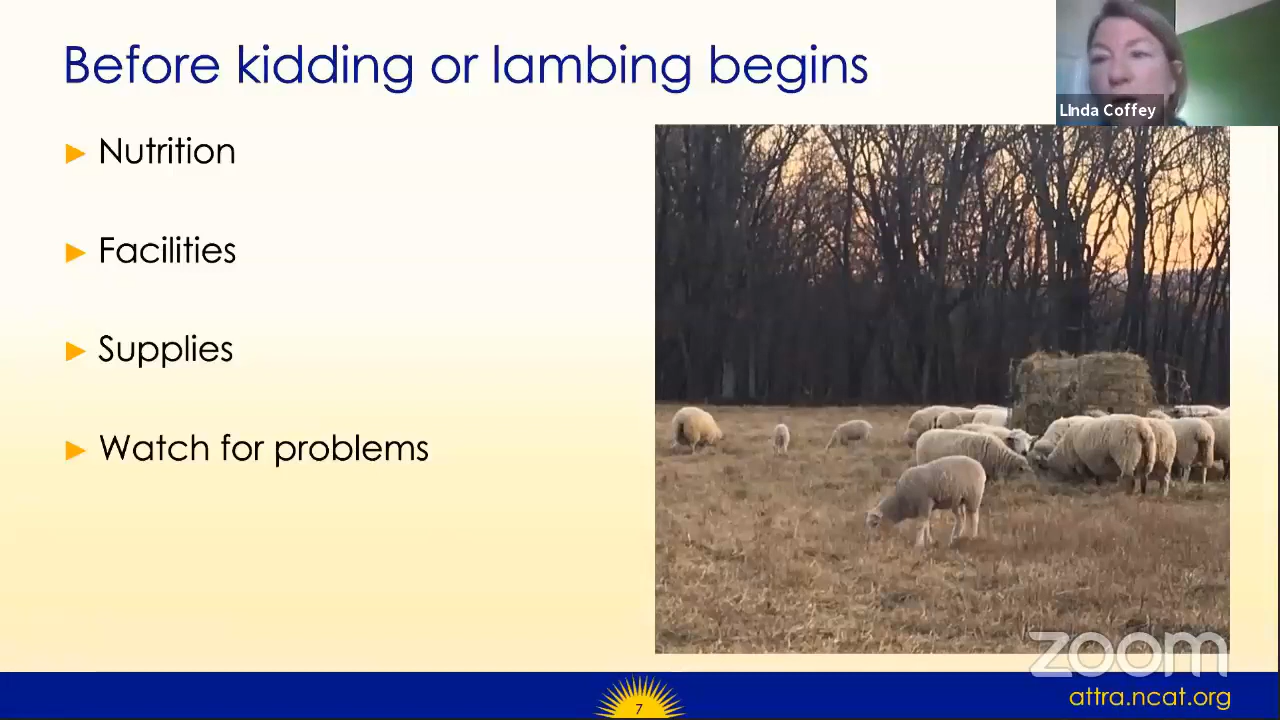 Before kidding or lambing begins
Linda Coffey
► Nutrition
► Facilities
► Supplies
► Watch for problems
zoom
7
attra.ncat.org